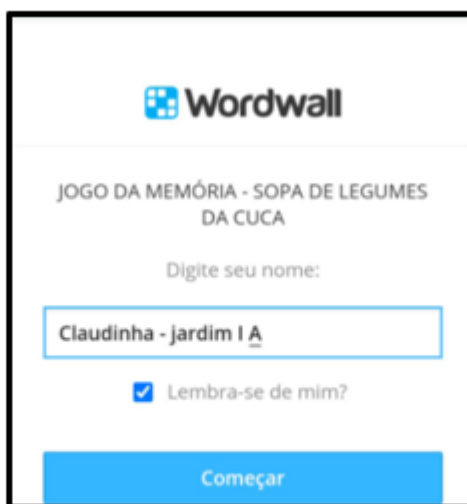 Wordwall
JOGO DA MEMÓRIA - SOPA DE LEGUMES
DA CUCA
Digite seu nome:
Claudinha - jardim I A
Lembra-se de mim?
Começar